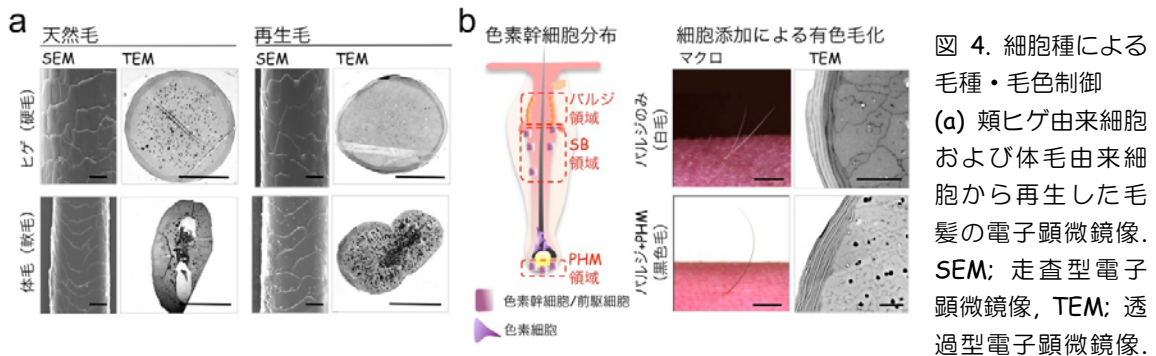 a
天然毛
再生毛
SEM
TEM
SEM
TEM
ヒゲ（硬毛）
体毛（軟毛）
b
色素幹細胞分布
バルジ
領域
SB
領域
PHM
領域
色素幹細胞/前駆細胞
色素細胞
細胞添加による有色毛化
マクロ
TEM
バルジのみ
（白毛）
バルジ+PHM
（黒色毛）
図 4. 細胞種による
毛種・毛色制御
(a) 頬ヒゲ由来細胞
および体毛由来細
胞から再生した毛
髪の電子顕微鏡像.
SEM; 走査型電子
顕微鏡像, TEM; 透
過型電子顕微鏡像.